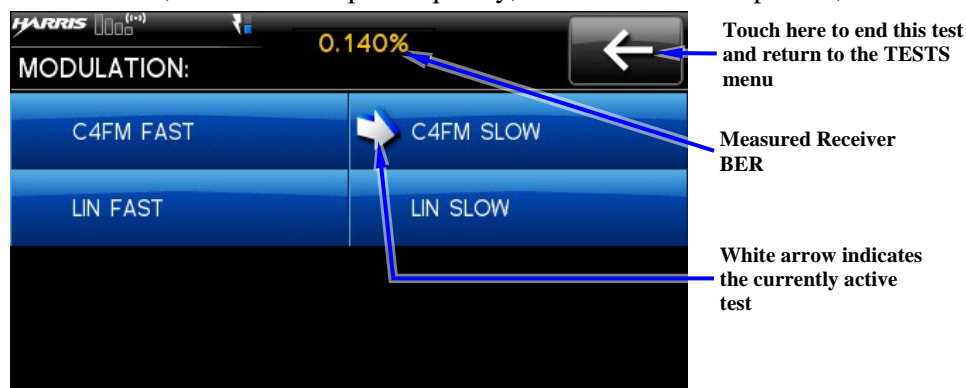 HARRIS
0.140%
MODULATION:
C4FM FAST
C4FM SLOW
LIN FAST
LIN SLOW
Touch here to end this test
and return to the TESTS
menu
Measured Receiver
BER
White arrow indicates
the currently active
test